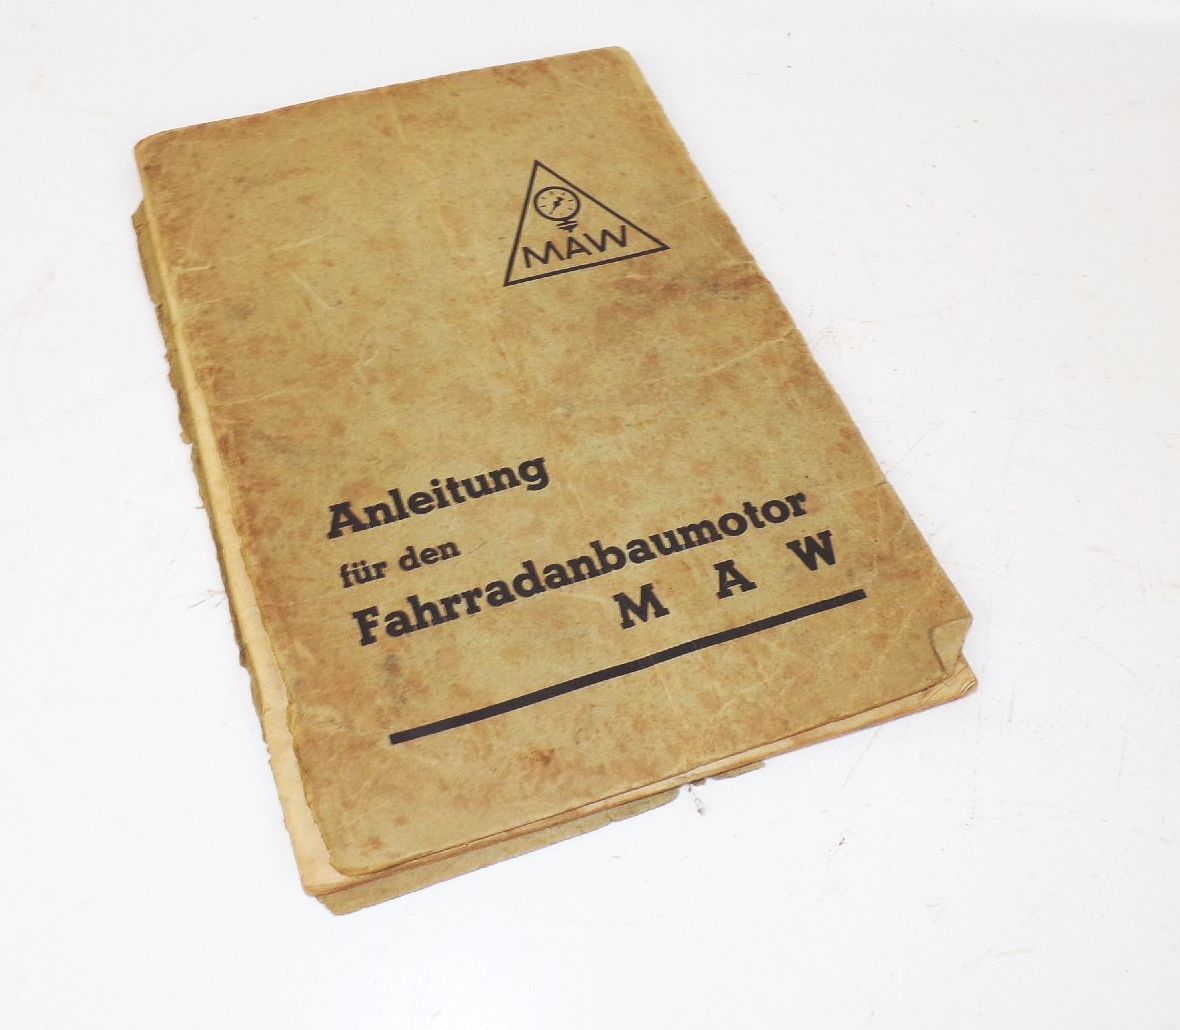 MAW
Anleitung
für den
Fahrradanbaumotor
M A W